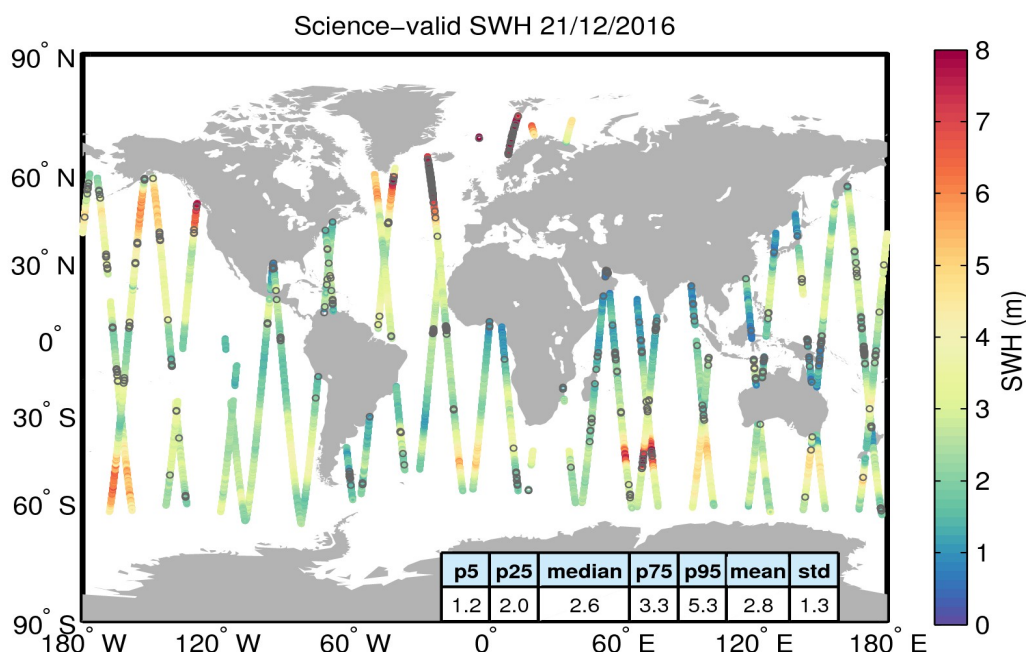 Science−valid SWH 21/12/2016
90° N
60° N
30° N
0°
30° S
60° S
90° S
180° W
120° W
60° W
0°
60° E
120° E
180° E
p5 p25 median p75 p95 mean std
1.2 2.0 2.6 3.3 5.3 2.8 1.3
8
7
6
5
4
3
2
1
0
SWH (m)